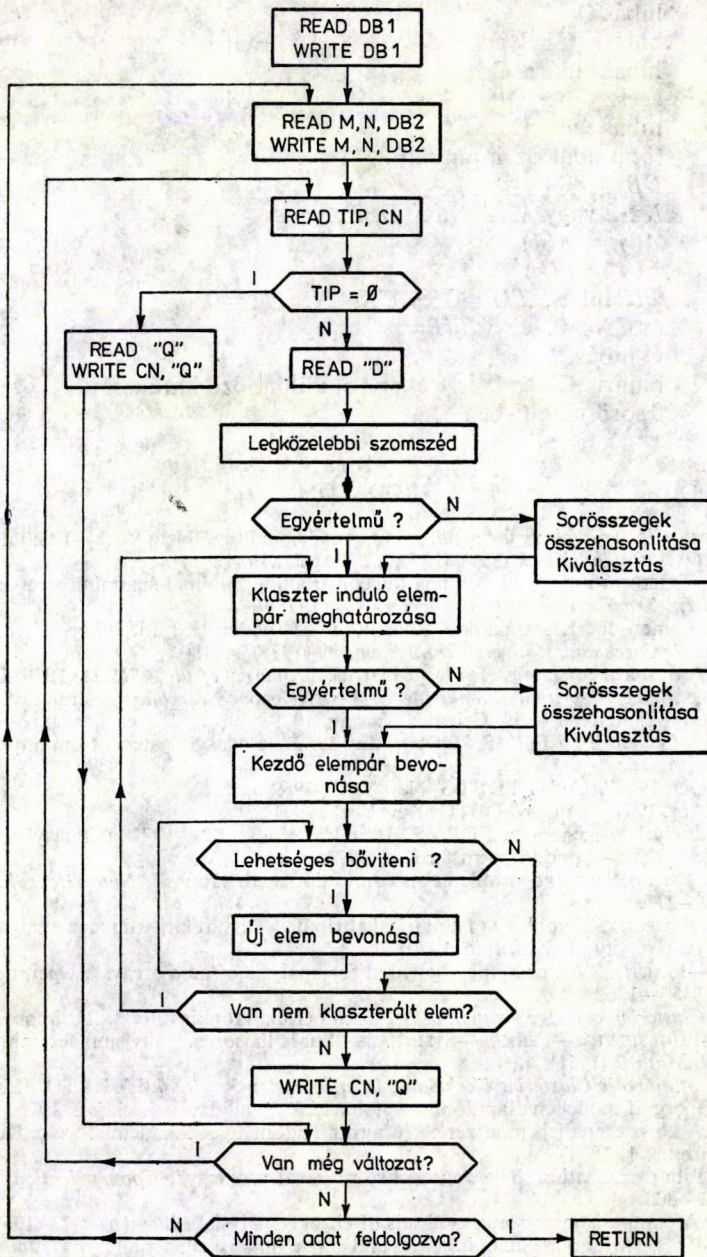 READ DB1
WRITE DB1
READ M,N,DB2
WRITE M,N,DB2
READ TIP, CN
I
TIP = Ø
N
READ "Q"
WRITE CN, "Q"
READ "D"
Legközelebbi szomszéd
Egyértelmű ?
N
I
Sorösszegek
összehasonlítása
Kiválasztás
Klaszter induló elem-
pár meghatározása
Egyértelmű ?
N
I
Sorösszegek
összehasonlítása
Kiválasztás
Kezdő elempár bevo-
nása
Lehetséges bővíteni ?
N
I
Új elem bevonása
I
Van nem klaszterált elem?
N
WRITE CN, "Q"
I
Van még változat?
N
N
Minden adat feldolgozva?
I
RETURN